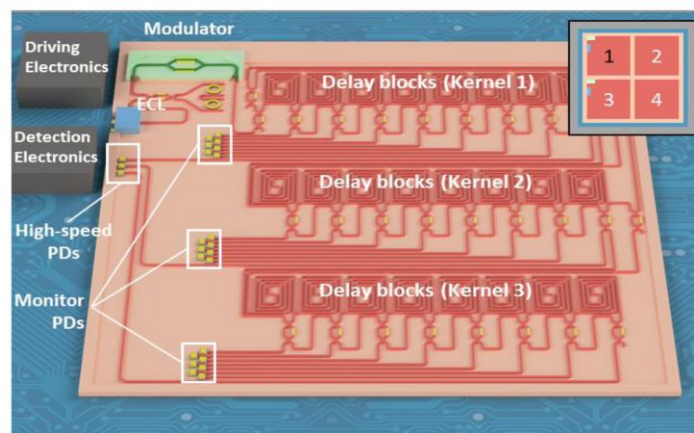 Modulator
Driving
Electronics
ECL
Detection
Electronics
High-speed
PDs
Monitor
PDs
Delay blocks (Kernel 1)
Delay blocks (Kernel 2)
Delay blocks (Kernel 3)
1 2
3 4